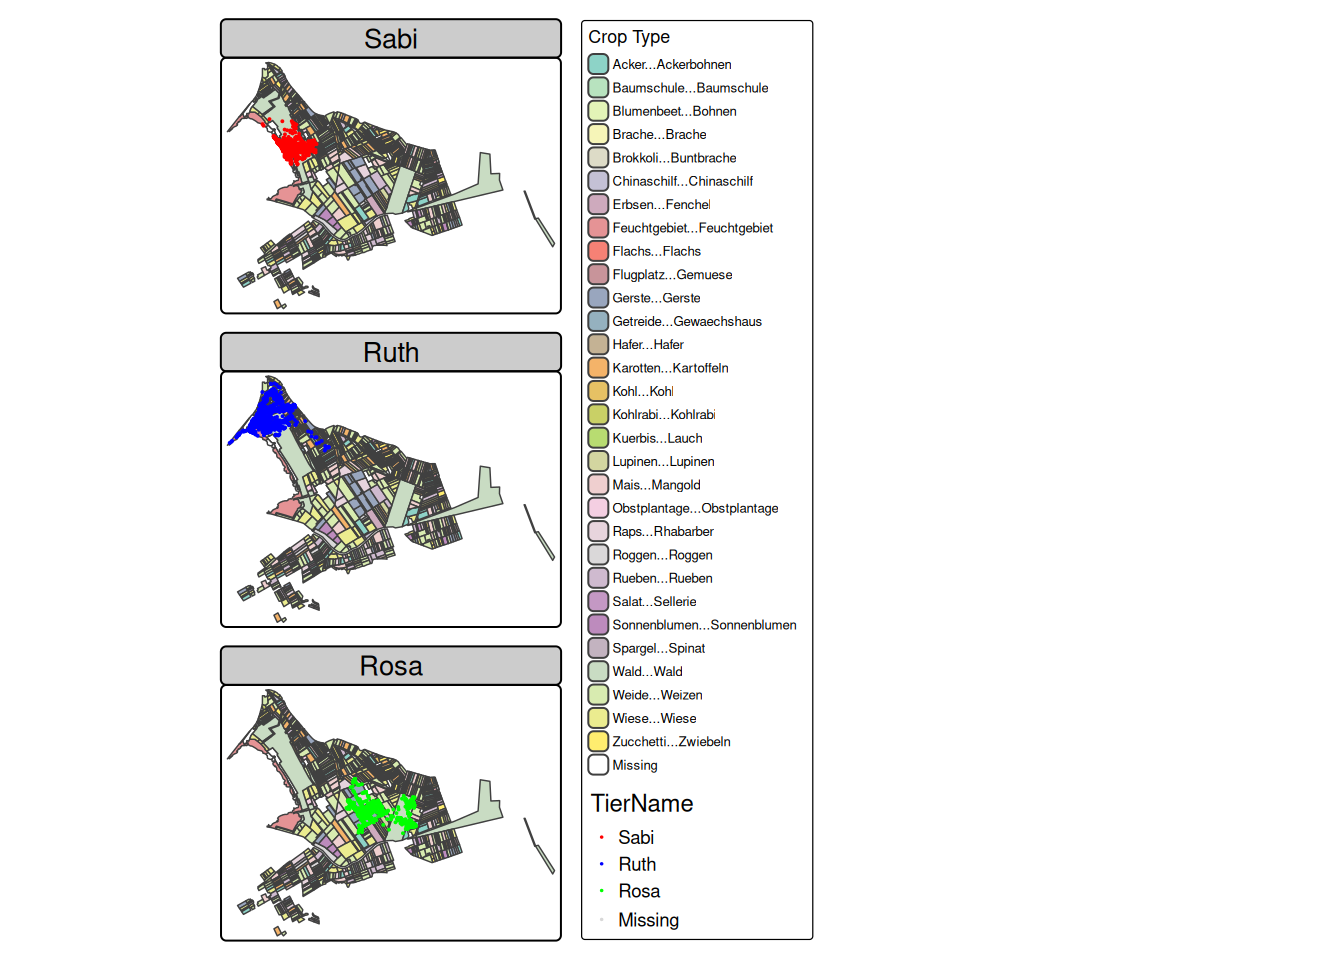 Sabi
Ruth
Rosa
Crop Type
Acker...Ackerbohnen
Baumschule...Baumschule
Blumenbeet...Bohnen
Brache...Brache
Brokkoli...Buntbrache
Chinaschilf...Chinaschilf
Erbsen...Fenchel
Feuchtgebiet...Feuchtgebiet
Flachs...Flachs
Flugplatz...Gemuese
Gerste...Gerste
Getreide...Gewaechshaus
Hafer...Hafer
Karotten...Kartoffeln
Kohl...Kohl
Kohlrabi...Kohlrabi
Kuerbis...Lauch
Lupinen...Lupinen
Mais...Mangold
Obstplantage...Obstplantage
Raps...Rhabarber
Roggen...Roggen
Rueben...Rueben
Salat...Sellerie
Sonnenblumen...Sonnenblumen
Spargel...Spinat
Wald...Wald
Weide...Weizen
Wiese...Wiese
Zucchetti...Zwiebeln
Missing
TierName
Sabi
Ruth
Rosa
Missing